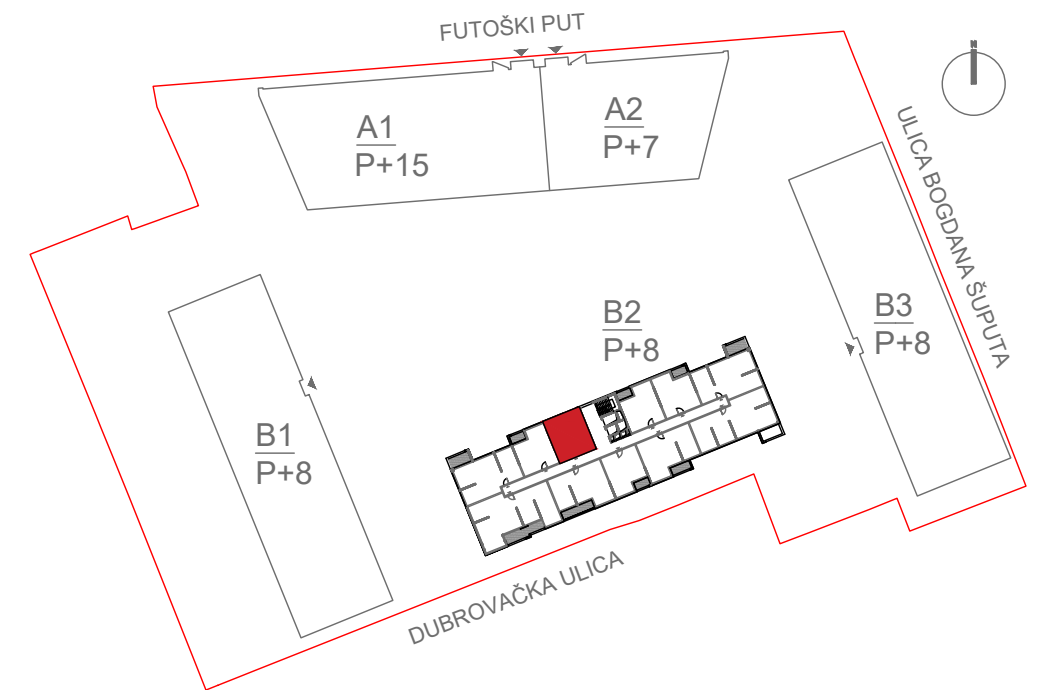 FUTOŠKI PUT
N
A1
P+15
A2
P+7
ULICA BOGDANA ŠUPUTA
B2
P+8
B3
P+8
B1
P+8
DUBROVAČKA ULICA